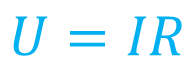 U = IR